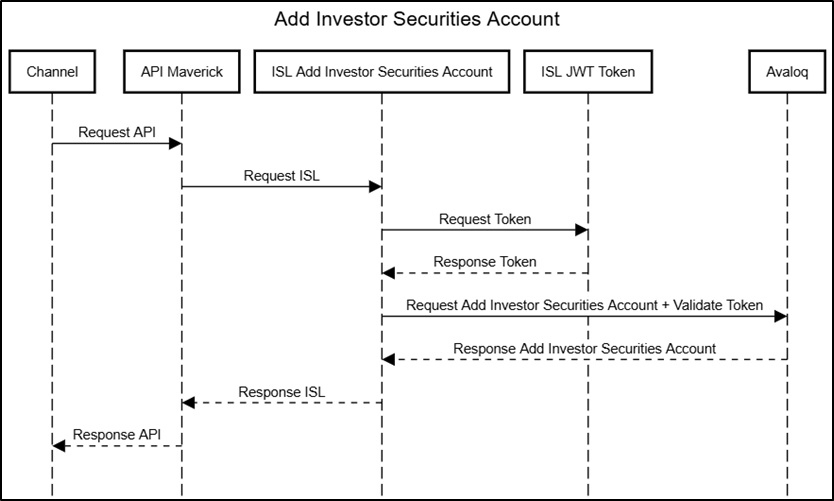 Add Investor Securities Account
Channel
API Maverick
ISL Add Investor Securities Account
ISL JWT Token
Avaloq
Request API
Request ISL
Request Token
Response Token
Request Add Investor Securities Account + Validate Token
Response Add Investor Securities Account
Response ISL
Response API